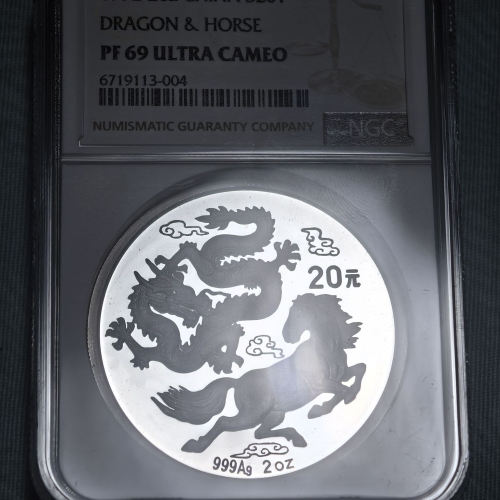 DRAGON & HORSE
PF 69 ULTRA CAMEO
6719113-004
NUMISMATIC GUARANTY COMPANY
NGC
20元
999Ag 2oz